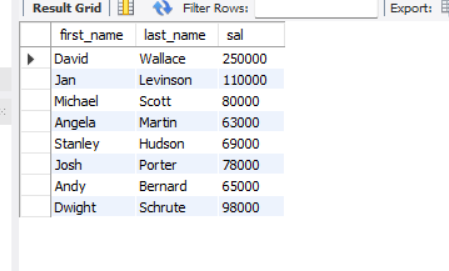 Result Grid Filter Rows: Export:
first_name last_name sal
David Wallace 250000
Jan Levinson 110000
Michael Scott 80000
Angela Martin 63000
Stanley Hudson 69000
Josh Porter 78000
Andy Bernard 65000
Dwight Schrute 98000